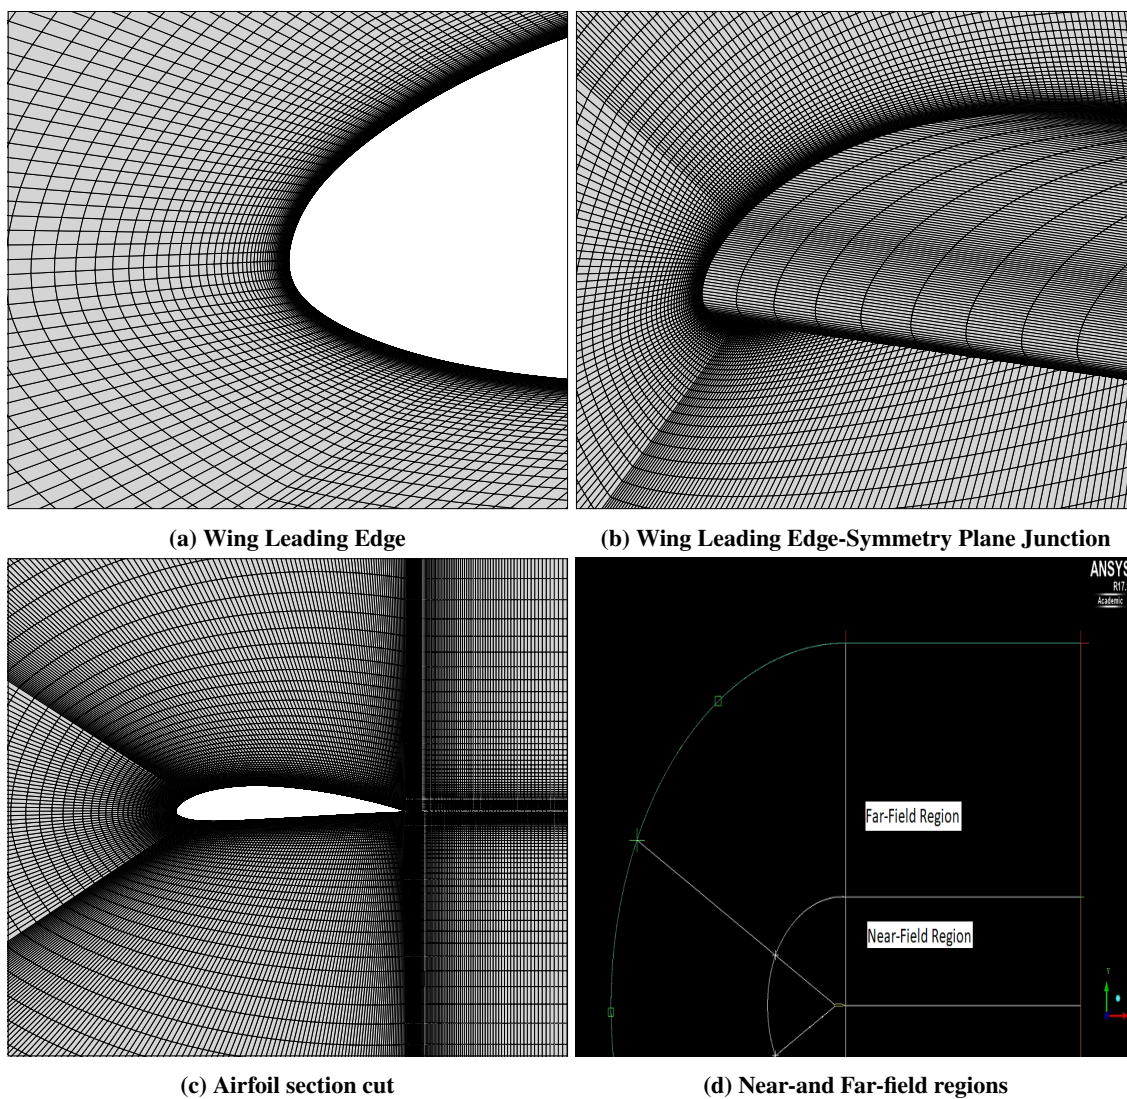 (a) Wing Leading Edge
(b) Wing Leading Edge-Symmetry Plane Junction
ANSYS
R17.
Academic
Far-Field Region
Near-Field Region
Y
(c) Airfoil section cut
(d) Near-and Far-field regions